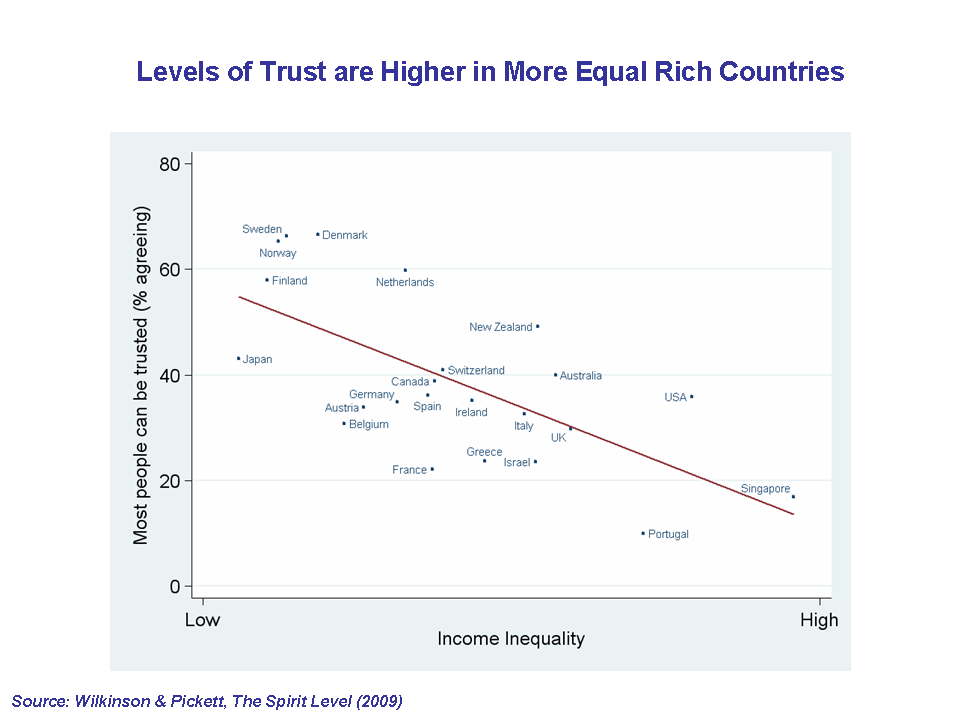 Levels of Trust are Higher in More Equal Rich Countries
Most people can be trusted (% agreeing)
80
60
40
20
0
Sweden
Denmark
Norway
Finland
Netherlands
New Zealand
Japan
Switzerland
Australia
Canada
Germany
USA
Austria
Spain
Ireland
Belgium
Italy
UK
Greece
Israel
France
Singapore
Portugal
Low
High
Income Inequality
Source: Wilkinson & Pickett, The Spirit Level (2009)